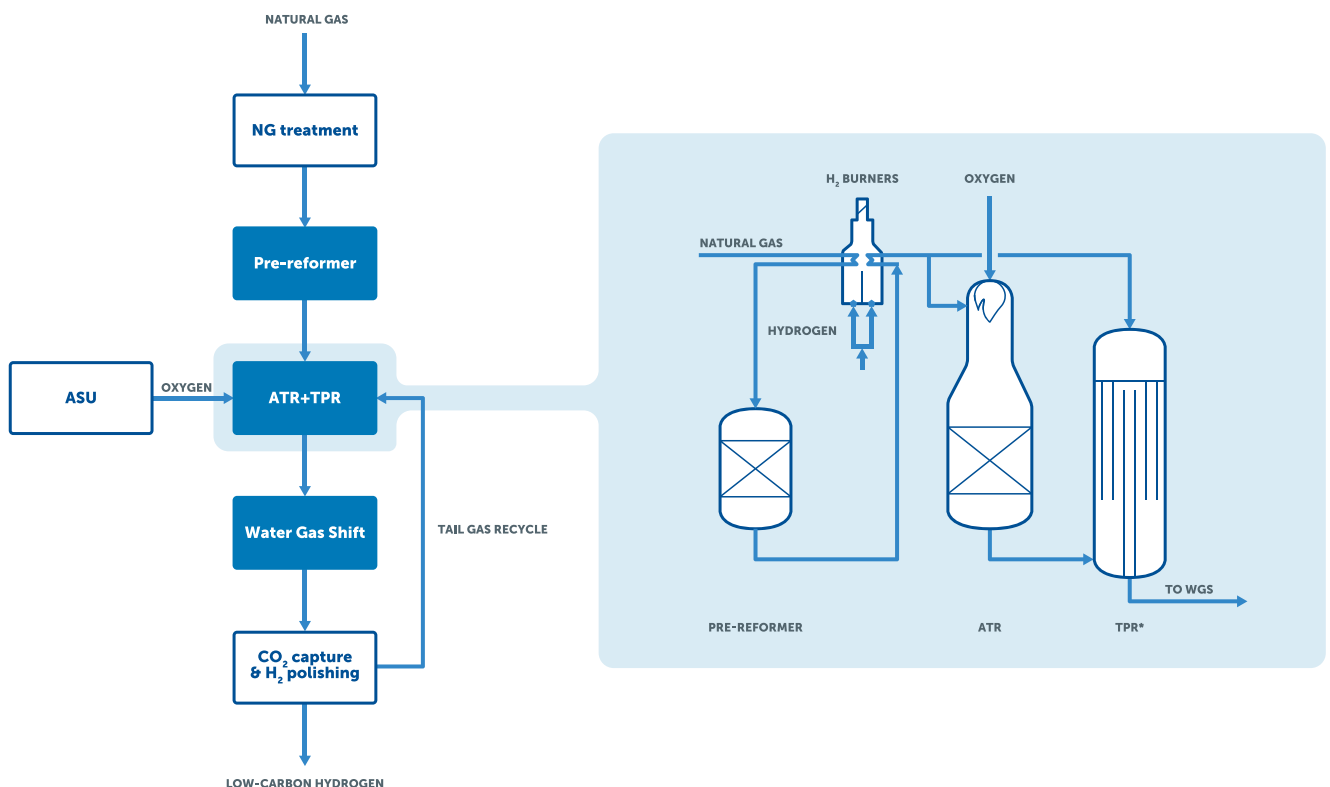 NATURAL GAS
NG treatment
Pre-reformer
ASU
OXYGEN
ATR+TPR
Water Gas Shift
TAIL GAS RECYCLE
CO₂ capture
& H₂ polishing
LOW-CARBON HYDROGEN
H₂ BURNERS
OXYGEN
NATURAL GAS
HYDROGEN
TO WGS
PRE-REFORMER
ATR
TPR*